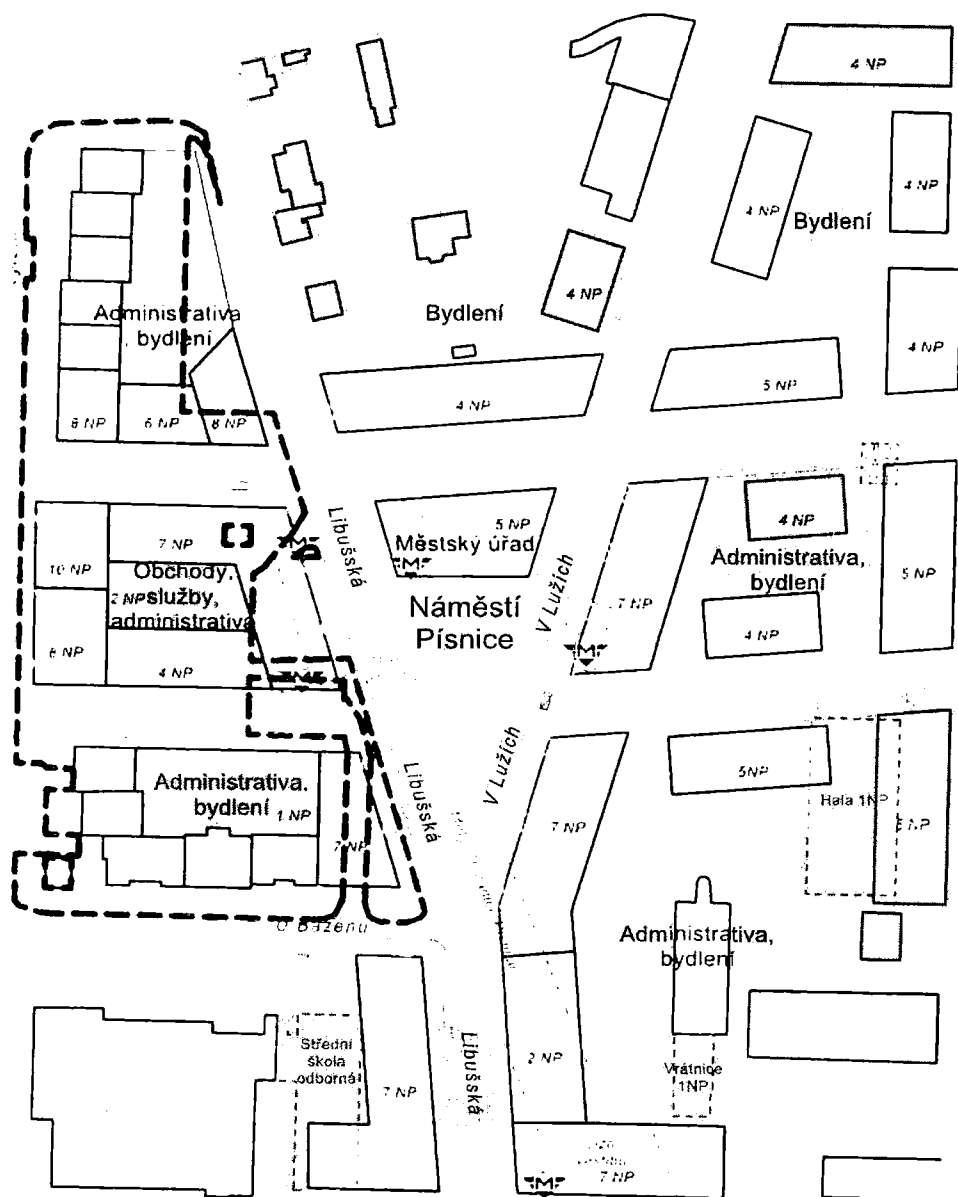 4 NP
4 NP
4 NP
Bydlení
4 NP
Administrativa
bydlení
Bydlení
4 NP
5 NP
4 NP
8 NP
6 NP
8 NP
Libušská
5 NP
Městský úřad
M
M
D
7 NP
10 NP
Obchody,
2 NP služby,
administrativa
8 NP
4 NP
M
Náměstí
Písnice
V Lužích
7 NP
M
4 NP
Administrativa,
bydlení
5 NP
4 NP
Administrativa.
bydlení
1 NP
7 NP
Libušská
V Lužích
7 NP
5NP
Hala 1NP
O Bazénu
Administrativa,
bydlení
Střední
škola
odborná
7 NP
Libušská
2 NP
Vrátnice
1NP
7 NP
M